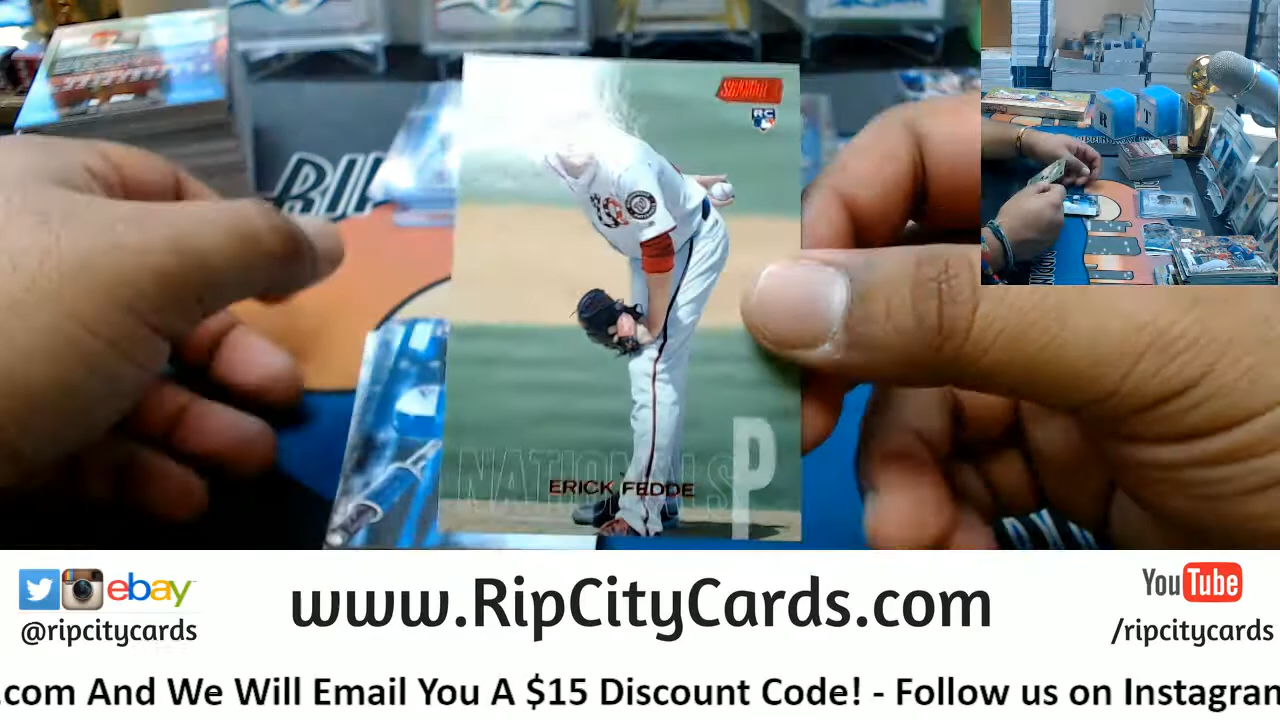 STADIUM
RC
NATIONALS
P
ERICK FEDDE
RIP
R T
ebay
@ripcitycards
www.RipCityCards.com
YouTube
/ripcitycards
.com And We Will Email You A $15 Discount Code! - Follow us on Instagram